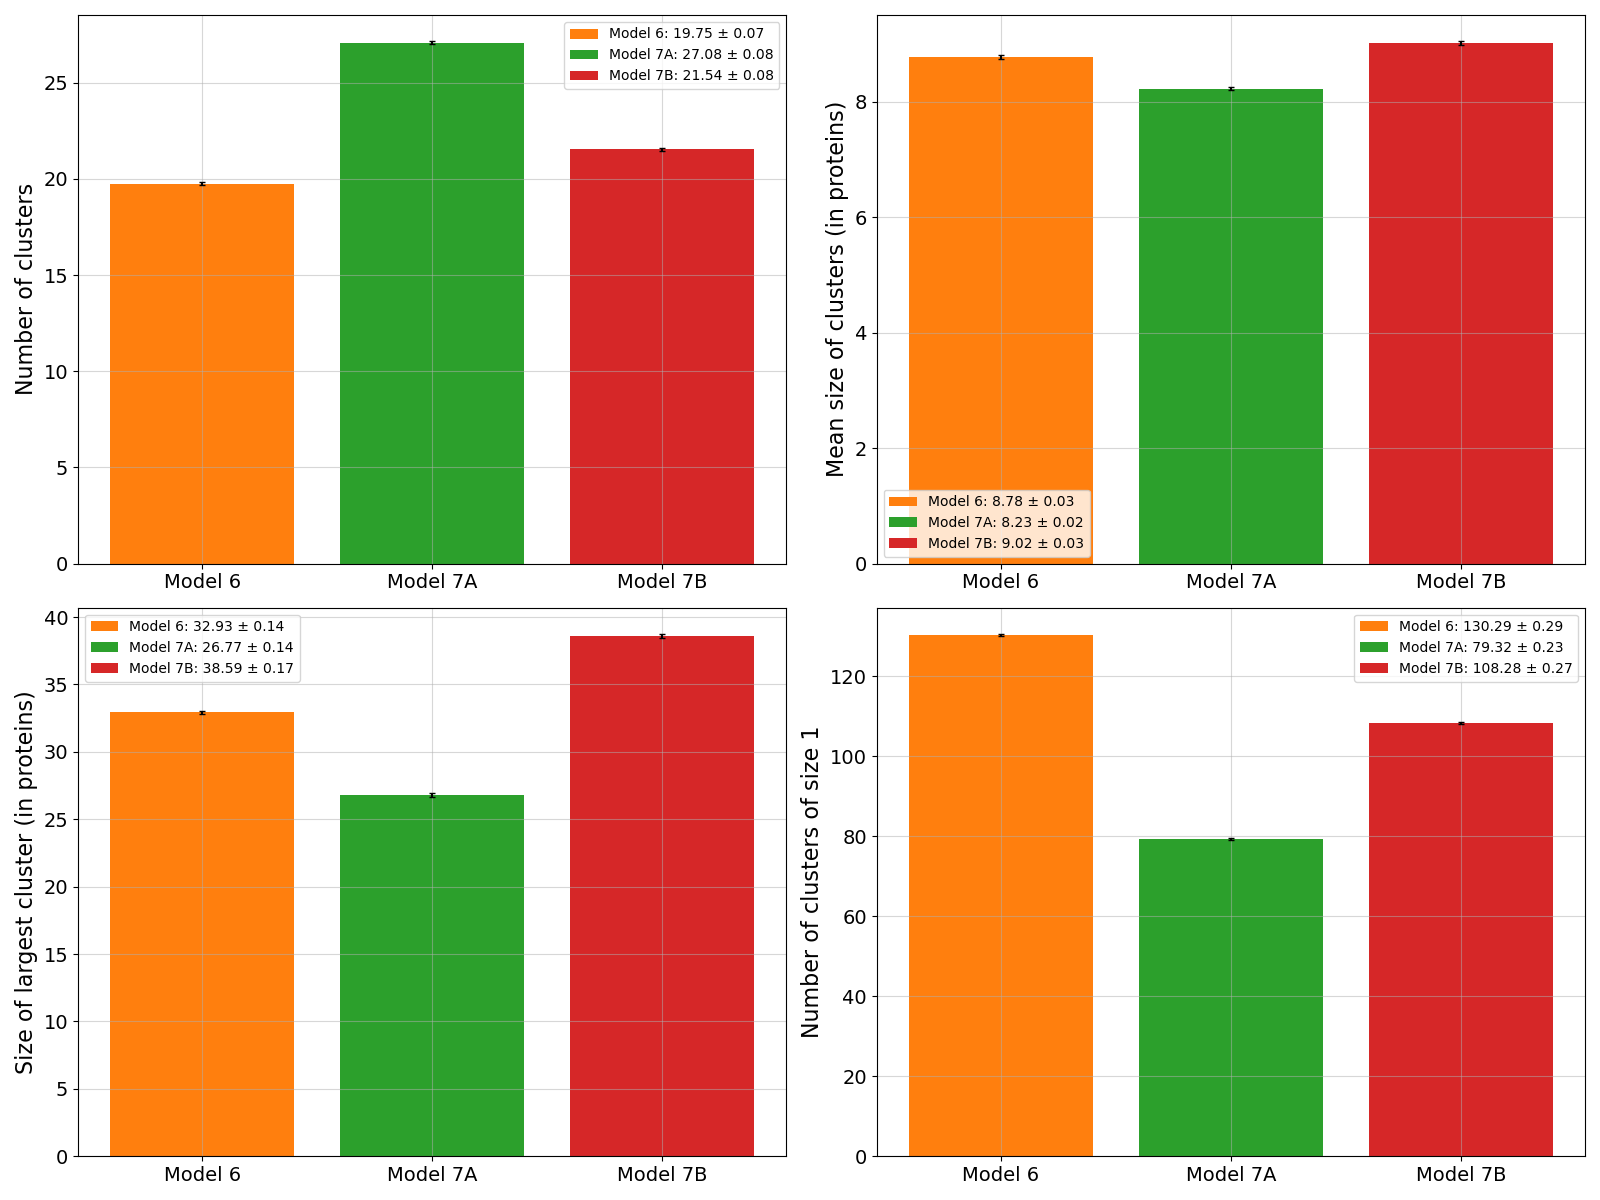 Number of clusters
25
20
15
10
5
0
Model 6: 19.75 ± 0.07
Model 7A: 27.08 ± 0.08
Model 7B: 21.54 ± 0.08
Model 6 Model 7A Model 7B
Mean size of clusters (in proteins)
8
6
4
2
0
Model 6: 8.78 ± 0.03
Model 7A: 8.23 ± 0.02
Model 7B: 9.02 ± 0.03
Model 6 Model 7A Model 7B
Size of largest cluster (in proteins)
40
35
30
25
20
15
10
5
0
Model 6: 32.93 ± 0.14
Model 7A: 26.77 ± 0.14
Model 7B: 38.59 ± 0.17
Model 6 Model 7A Model 7B
Number of clusters of size 1
120
100
80
60
40
20
0
Model 6: 130.29 ± 0.29
Model 7A: 79.32 ± 0.23
Model 7B: 108.28 ± 0.27
Model 6 Model 7A Model 7B